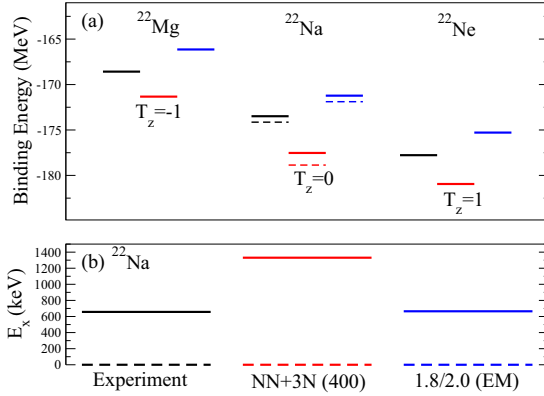 (a)
²²Mg
²²Na
²²Ne
Binding Energy (MeV)
-165
-170
-175
-180
T_z=-1
T_z=0
T_z=1
(b)
²²Na
E_x (keV)
1400
1200
1000
800
600
400
200
0
Experiment
NN+3N (400)
1.8/2.0 (EM)